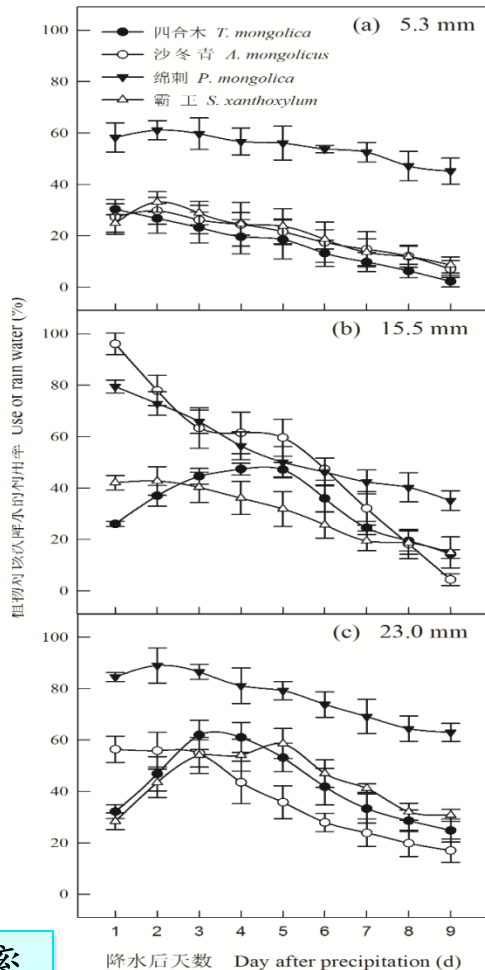 (a) 5.3 mm
四合木 T. mongolica
沙冬青 A. mongolicus
绵刺 P. mongolica
霸王 S. xanthoxylum
100
80
60
40
20
0
(b) 15.5 mm
100
80
60
40
20
0
(c) 23.0 mm
100
80
60
40
20
0
1 2 3 4 5 6 7 8 9
降水后天数 Day after precipitation (d)
植物对该次降水的利用率 Use of rain water (%)
率